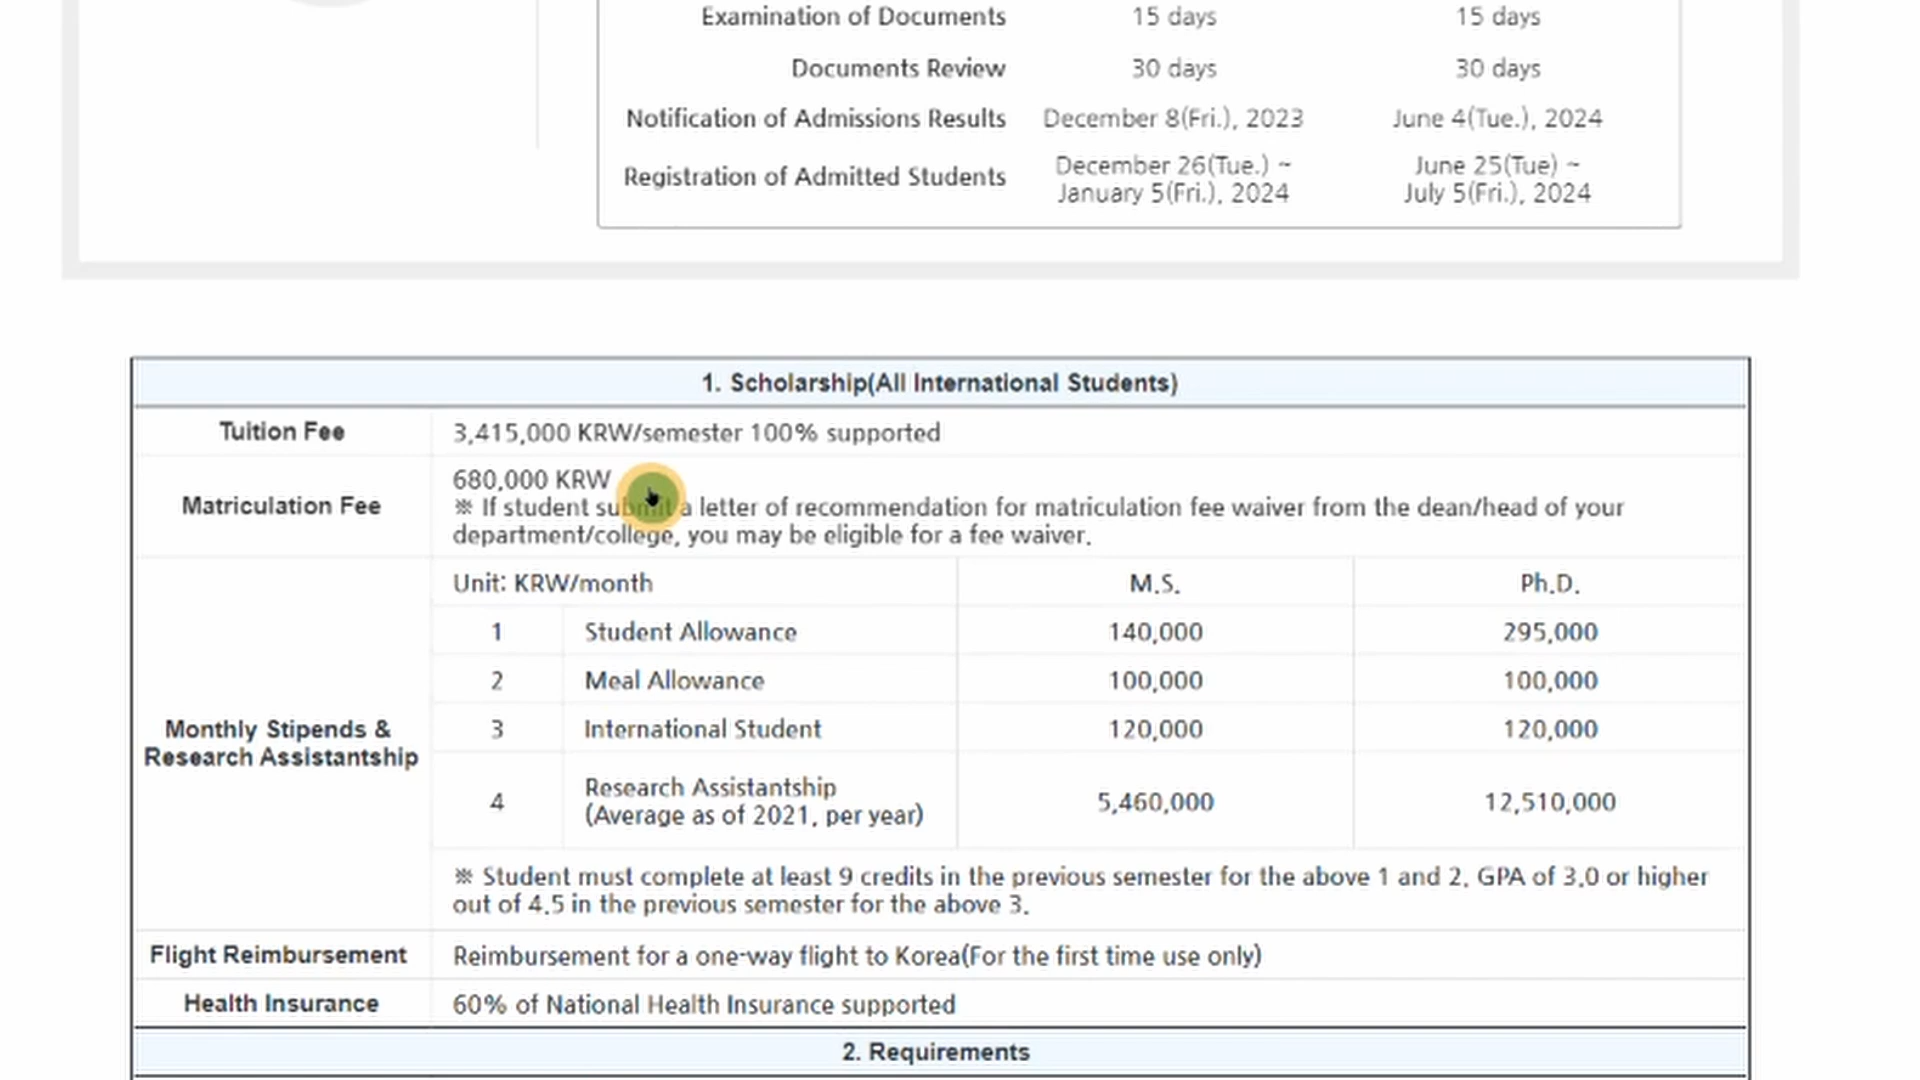 Examination of Documents 15 days 15 days
Documents Review 30 days 30 days
Notification of Admissions Results December 8(Fri.), 2023 June 4(Tue.), 2024
Registration of Admitted Students December 26(Tue.) ~ January 5(Fri.), 2024 June 25(Tue) ~ July 5(Fri.), 2024
1. Scholarship(All International Students)
Tuition Fee 3,415,000 KRW/semester 100% supported
Matriculation Fee
680,000 KRW
※ If student submit a letter of recommendation for matriculation fee waiver from the dean/head of your
department/college, you may be eligible for a fee waiver.
Monthly Stipends &
Research Assistantship
Unit: KRW/month M.S. Ph.D.
1 Student Allowance 140,000 295,000
2 Meal Allowance 100,000 100,000
3 International Student 120,000 120,000
4 Research Assistantship
(Average as of 2021, per year) 5,460,000 12,510,000
※ Student must complete at least 9 credits in the previous semester for the above 1 and 2, GPA of 3.0 or higher
out of 4.5 in the previous semester for the above 3.
Flight Reimbursement Reimbursement for a one-way flight to Korea(For the first time use only)
Health Insurance 60% of National Health Insurance supported
2. Requirements